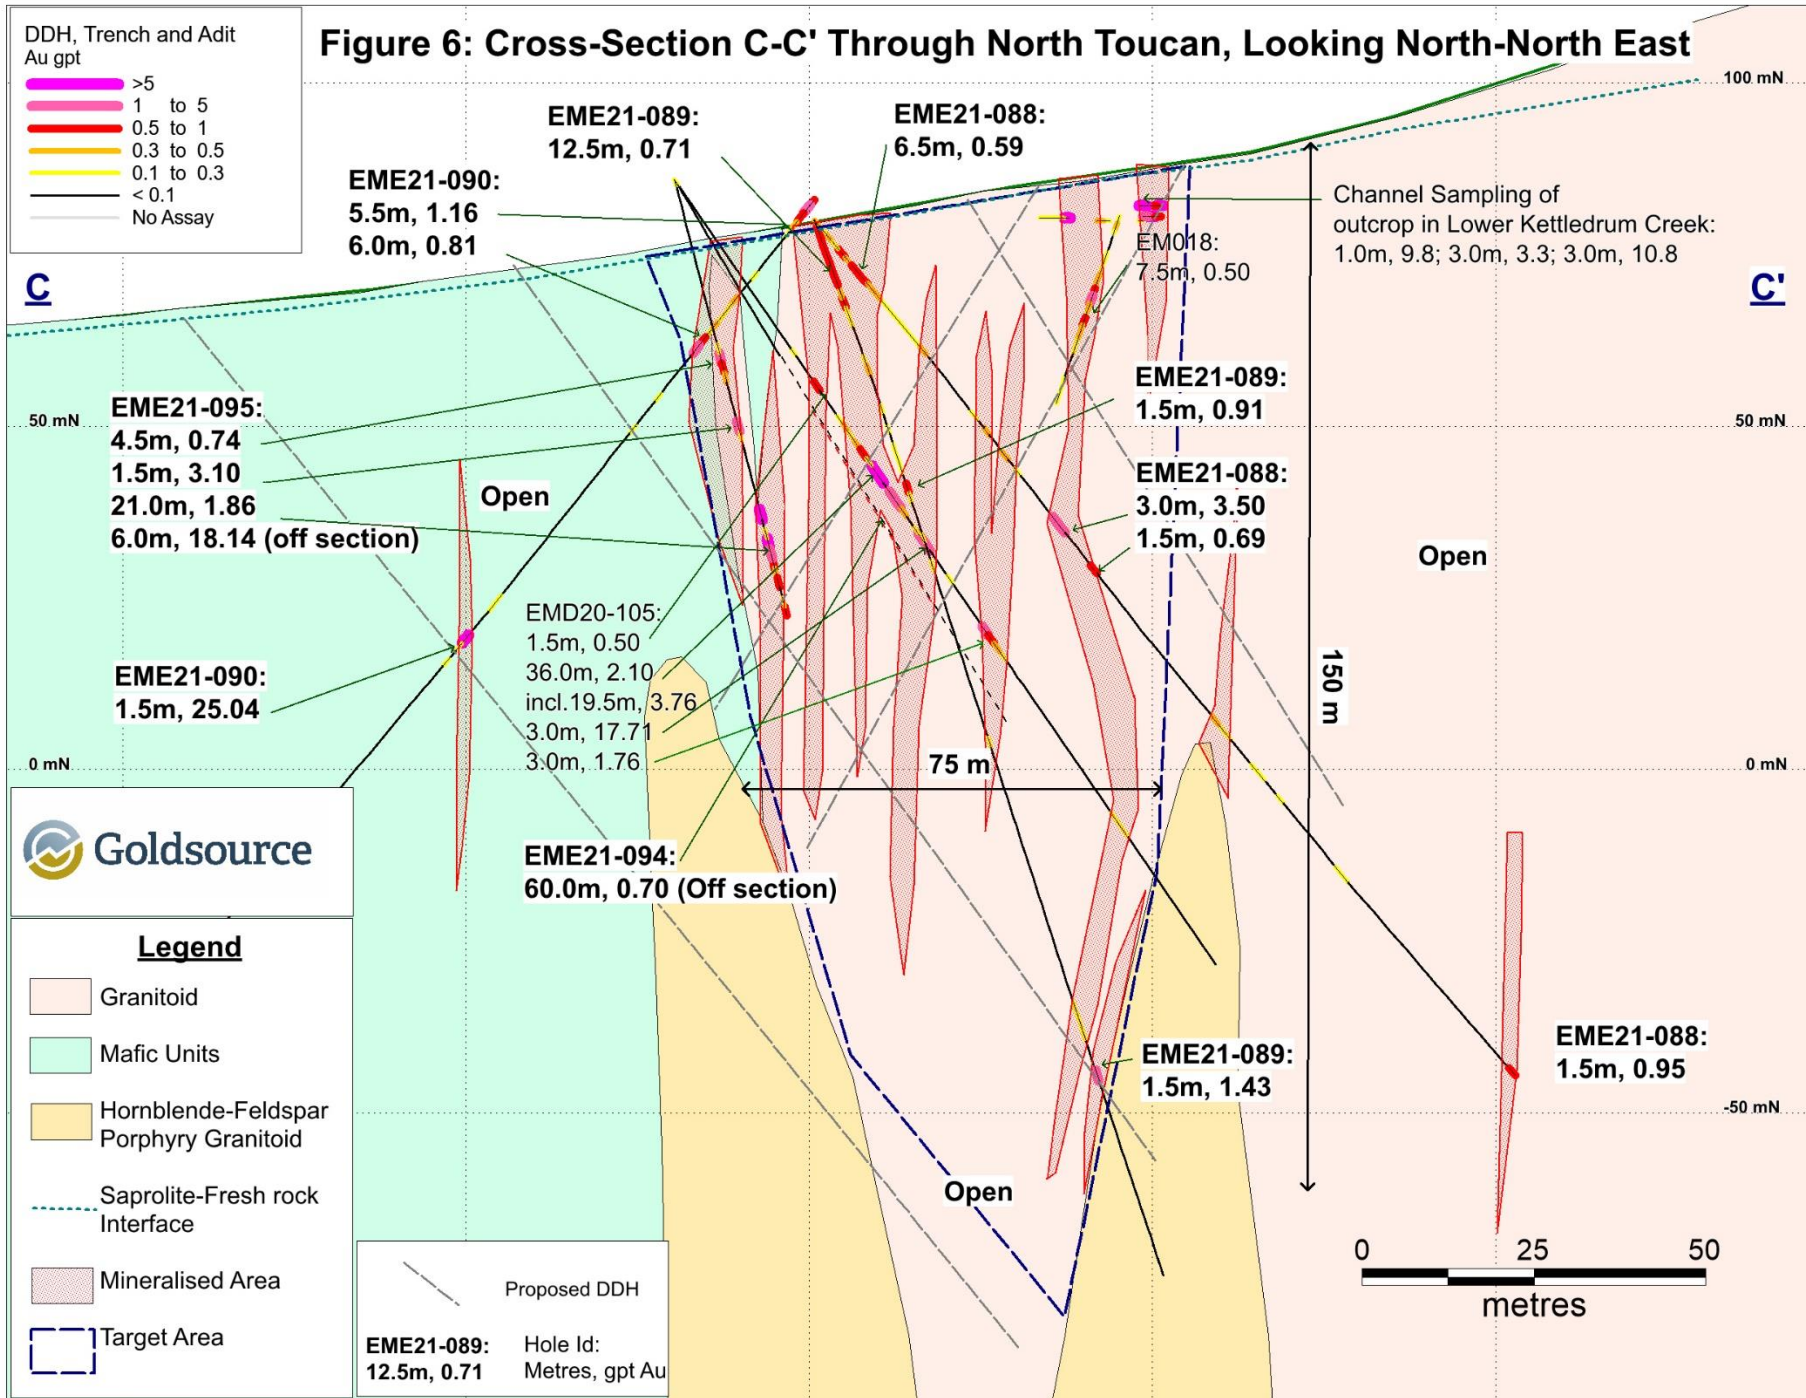 Figure 6: Cross-Section C-C' Through North Toucan, Looking North-North East
DDH, Trench and Adit
Au gpt
>5
1 to 5
0.5 to 1
0.3 to 0.5
0.1 to 0.3
< 0.1
No Assay
100 mN
EME21-089:
12.5m, 0.71
EME21-088:
6.5m, 0.59
EME21-090:
5.5m, 1.16
6.0m, 0.81
Channel Sampling of
outcrop in Lower Kettledrum Creek:
1.0m, 9.8; 3.0m, 3.3; 3.0m, 10.8
EM018:
7.5m, 0.50
C
C'
EME21-095:
4.5m, 0.74
1.5m, 3.10
21.0m, 1.86
6.0m, 18.14 (off section)
50 mN
50 mN
EME21-089:
1.5m, 0.91
EME21-088:
3.0m, 3.50
1.5m, 0.69
Open
Open
EMD20-105:
1.5m, 0.50
36.0m, 2.10
incl.19.5m, 3.76
3.0m, 17.71
3.0m, 1.76
EME21-090:
1.5m, 25.04
150 m
0 mN
0 mN
75 m
Goldsource
EME21-094:
60.0m, 0.70 (Off section)
Legend
Granitoid
Mafic Units
Hornblende-Feldspar
Porphyry Granitoid
Saprolite-Fresh rock
Interface
Mineralised Area
Target Area
EME21-089:
1.5m, 1.43
EME21-088:
1.5m, 0.95
-50 mN
Open
Proposed DDH
EME21-089:
12.5m, 0.71
Hole Id:
Metres, gpt Au
0 25 50
metres